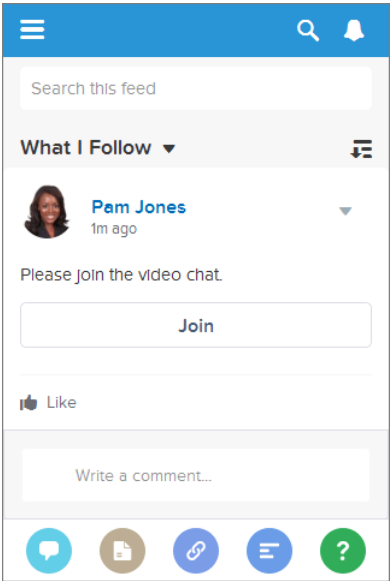 Search this feed
What I Follow
Pam Jones
1m ago
Please join the video chat.
Join
Like
Write a comment...
?